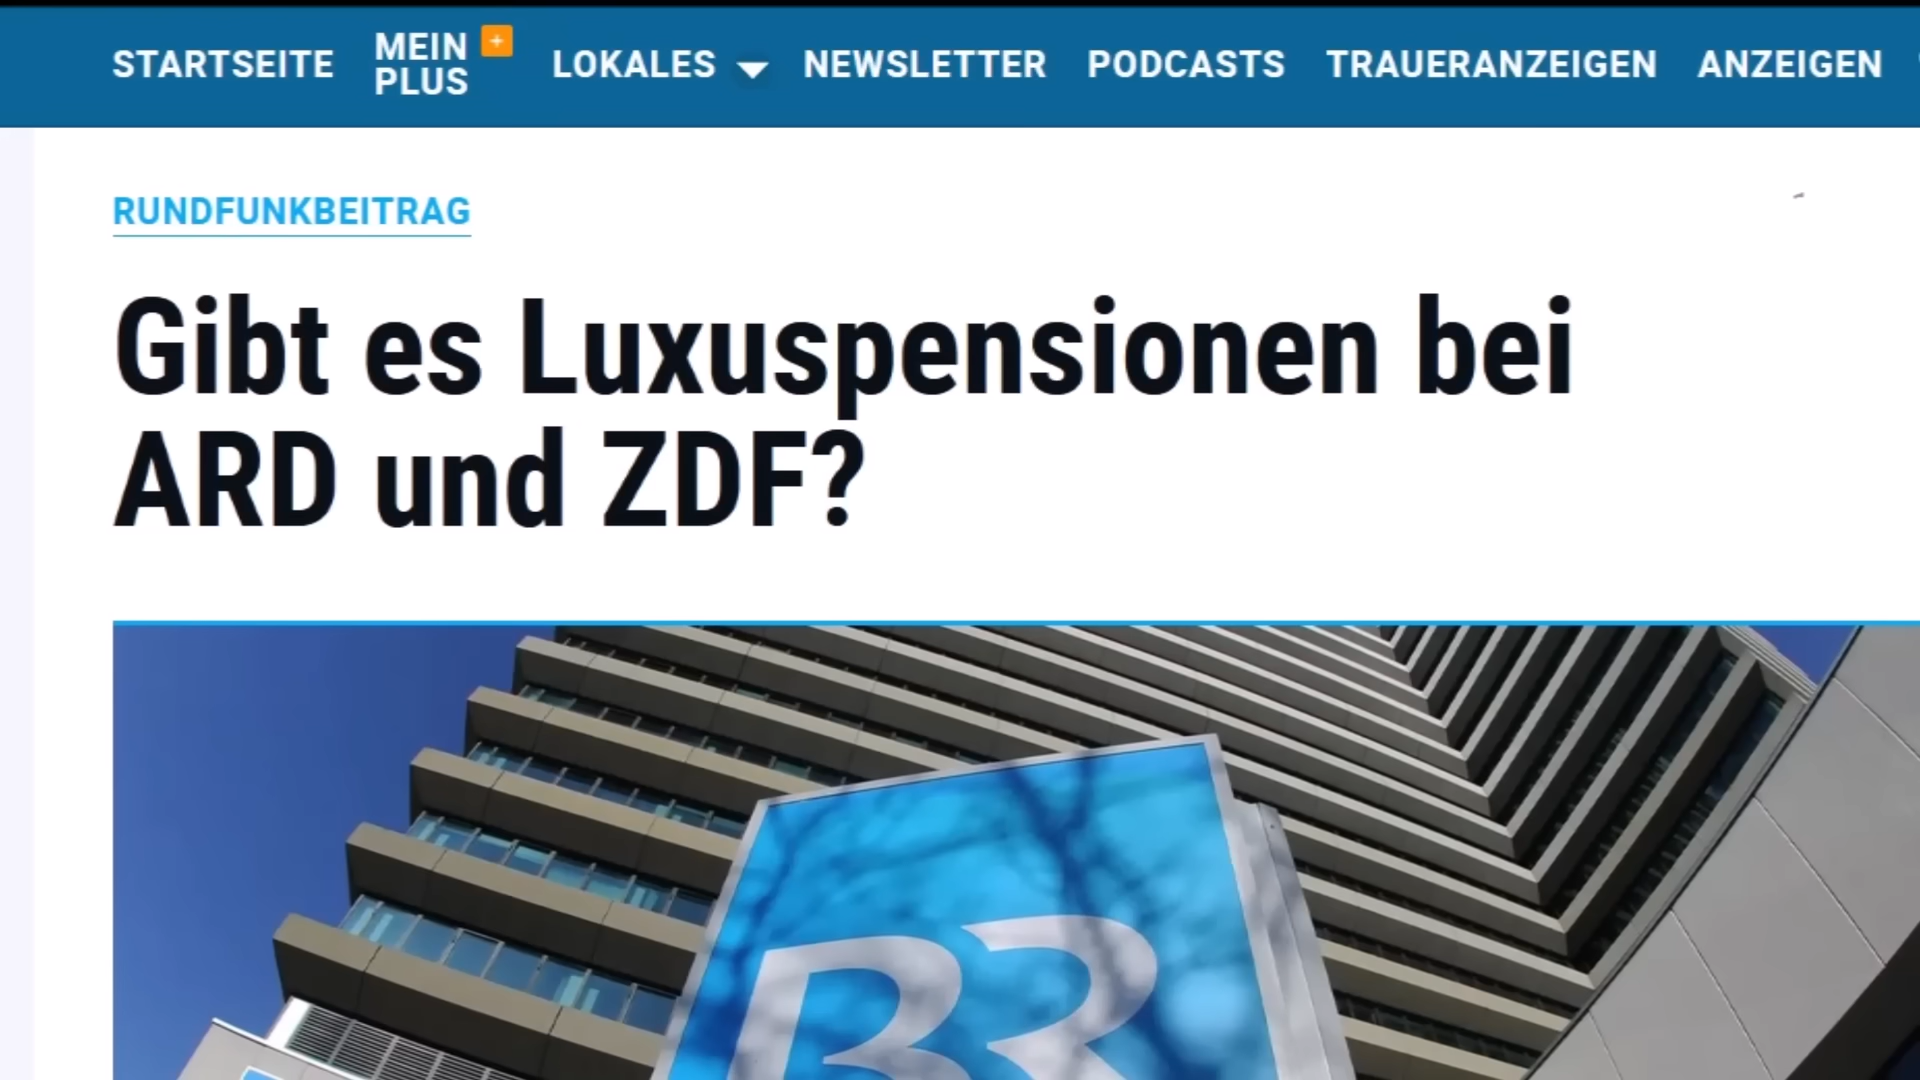 STARTSEITE
MEIN
PLUS
+
LOKALES
NEWSLETTER
PODCASTS
TRAUERANZEIGEN
ANZEIGEN
RUNDFUNKBEITRAG
Gibt es Luxuspensionen bei
ARD und ZDF?
BR